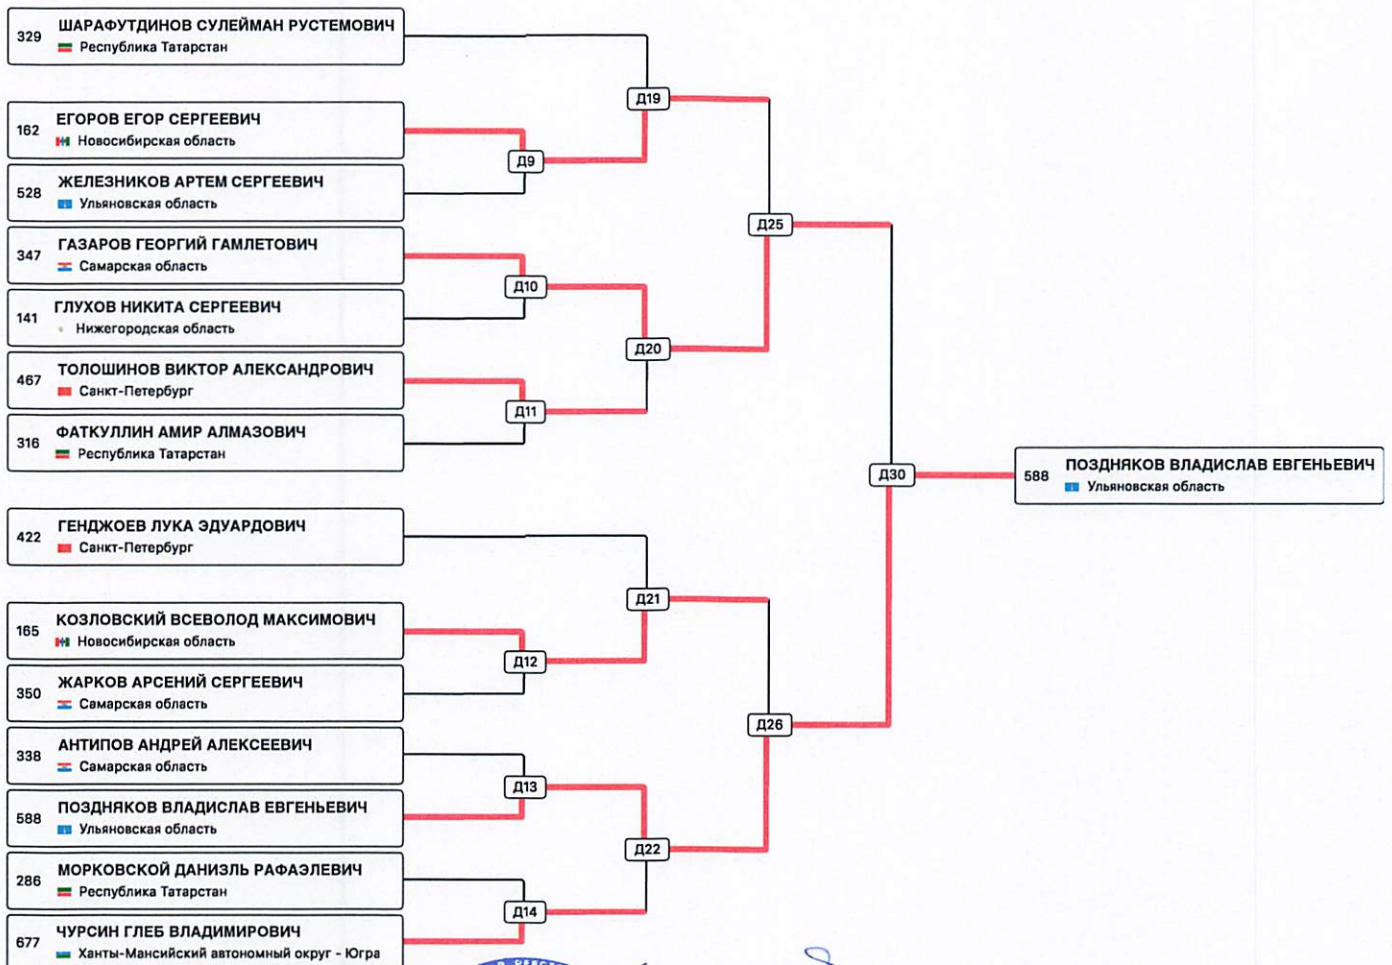 329 ШАРАФУТДИНОВ СУЛЕЙМАН РУСТЕМОВИЧ
Республика Татарстан
Д19
162 ЕГОРОВ ЕГОР СЕРГЕЕВИЧ
Новосибирская область
Д9
528 ЖЕЛЕЗНИКОВ АРТЕМ СЕРГЕЕВИЧ
Ульяновская область
Д25
347 ГАЗАРОВ ГЕОРГИЙ ГАМЛЕТОВИЧ
Самарская область
Д10
141 ГЛУХОВ НИКИТА СЕРГЕЕВИЧ
Нижегородская область
Д20
467 ТОЛОШИНОВ ВИКТОР АЛЕКСАНДРОВИЧ
Санкт-Петербург
Д11
316 ФАТКУЛЛИН АМИР АЛМАЗОВИЧ
Республика Татарстан
Д30
588 ПОЗДНЯКОВ ВЛАДИСЛАВ ЕВГЕНЬЕВИЧ
Ульяновская область
422 ГЕНДЖОЕВ ЛУКА ЭДУАРДОВИЧ
Санкт-Петербург
Д21
165 КОЗЛОВСКИЙ ВСЕВОЛОД МАКСИМОВИЧ
Новосибирская область
Д12
350 ЖАРКОВ АРСЕНИЙ СЕРГЕЕВИЧ
Самарская область
Д26
338 АНТИПОВ АНДРЕЙ АЛЕКСЕЕВИЧ
Самарская область
Д13
588 ПОЗДНЯКОВ ВЛАДИСЛАВ ЕВГЕНЬЕВИЧ
Ульяновская область
Д22
286 МОРКОВСКОЙ ДАНИЭЛЬ РАФАЭЛЕВИЧ
Республика Татарстан
Д14
677 ЧУРСИН ГЛЕБ ВЛАДИМИРОВИЧ
Ханты-Мансийский автономный округ - Югра